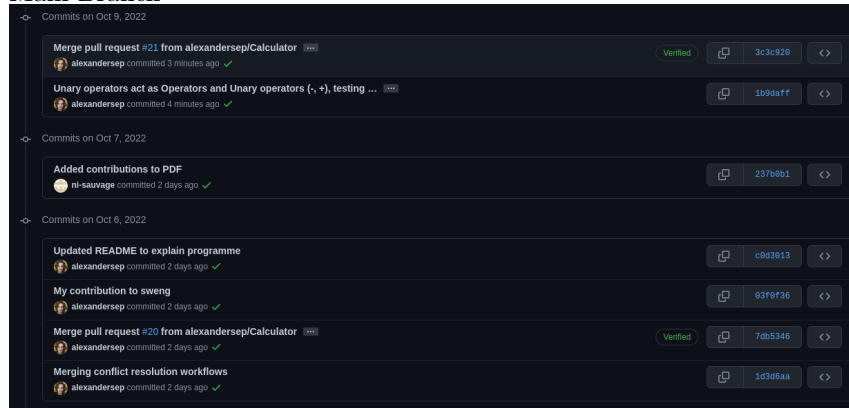 Commits on Oct 9, 2022
Merge pull request #21 from alexandersep/Calculator ...
Verified
3c3c920
alexandersep committed 3 minutes ago
Unary operators act as Operators and Unary operators (-, +), testing … ...
1b9daff
alexandersep committed 4 minutes ago
Commits on Oct 7, 2022
Added contributions to PDF
237b0b1
ni-sauvage committed 2 days ago
Commits on Oct 6, 2022
Updated README to explain programme
c0d3013
alexandersep committed 2 days ago
My contribution to sweng
03f0f36
alexandersep committed 2 days ago
Merge pull request #20 from alexandersep/Calculator ...
Verified
7db5346
alexandersep committed 2 days ago
Merging conflict resolution workflows
1d3d6aa
alexandersep committed 2 days ago